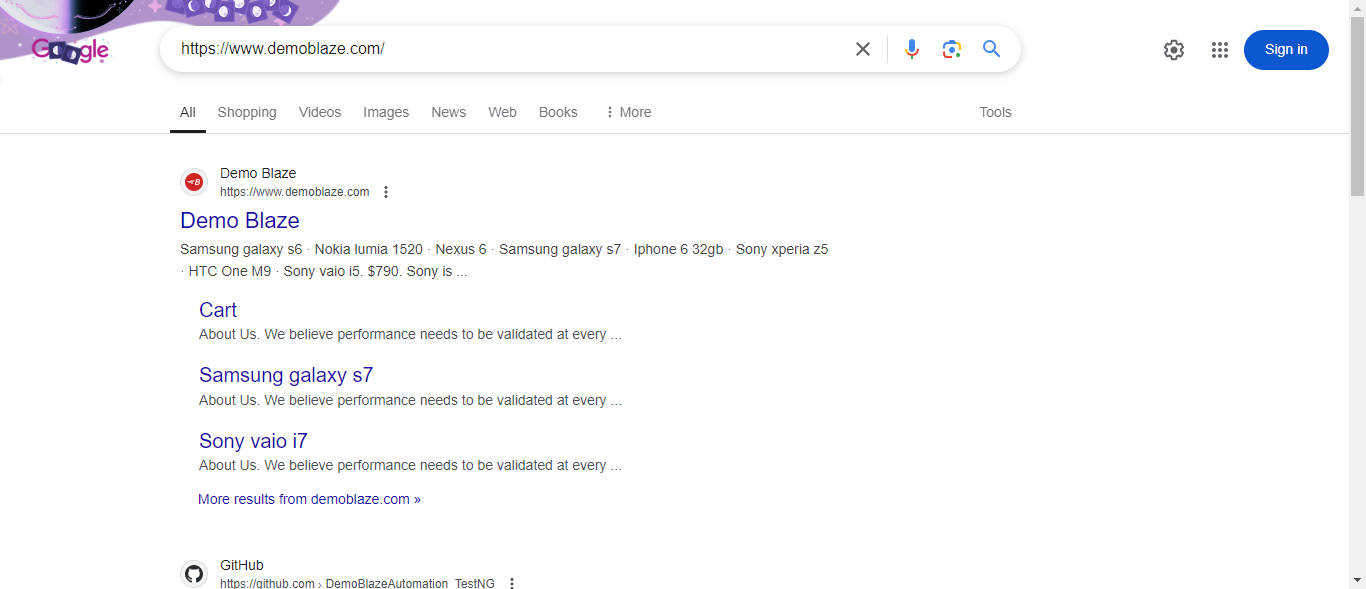 Google
https://www.demoblaze.com/
Sign in
All Shopping Videos Images News Web Books More Tools
Demo Blaze
https://www.demoblaze.com
Demo Blaze
Samsung galaxy s6 · Nokia lumia 1520 · Nexus 6 · Samsung galaxy s7 · Iphone 6 32gb · Sony xperia z5
· HTC One M9 · Sony vaio i5. $790. Sony is ...
Cart
About Us. We believe performance needs to be validated at every ...
Samsung galaxy s7
About Us. We believe performance needs to be validated at every ...
Sony vaio i7
About Us. We believe performance needs to be validated at every ...
More results from demoblaze.com »
GitHub
https://github.com › DemoBlazeAutomation_TestNG